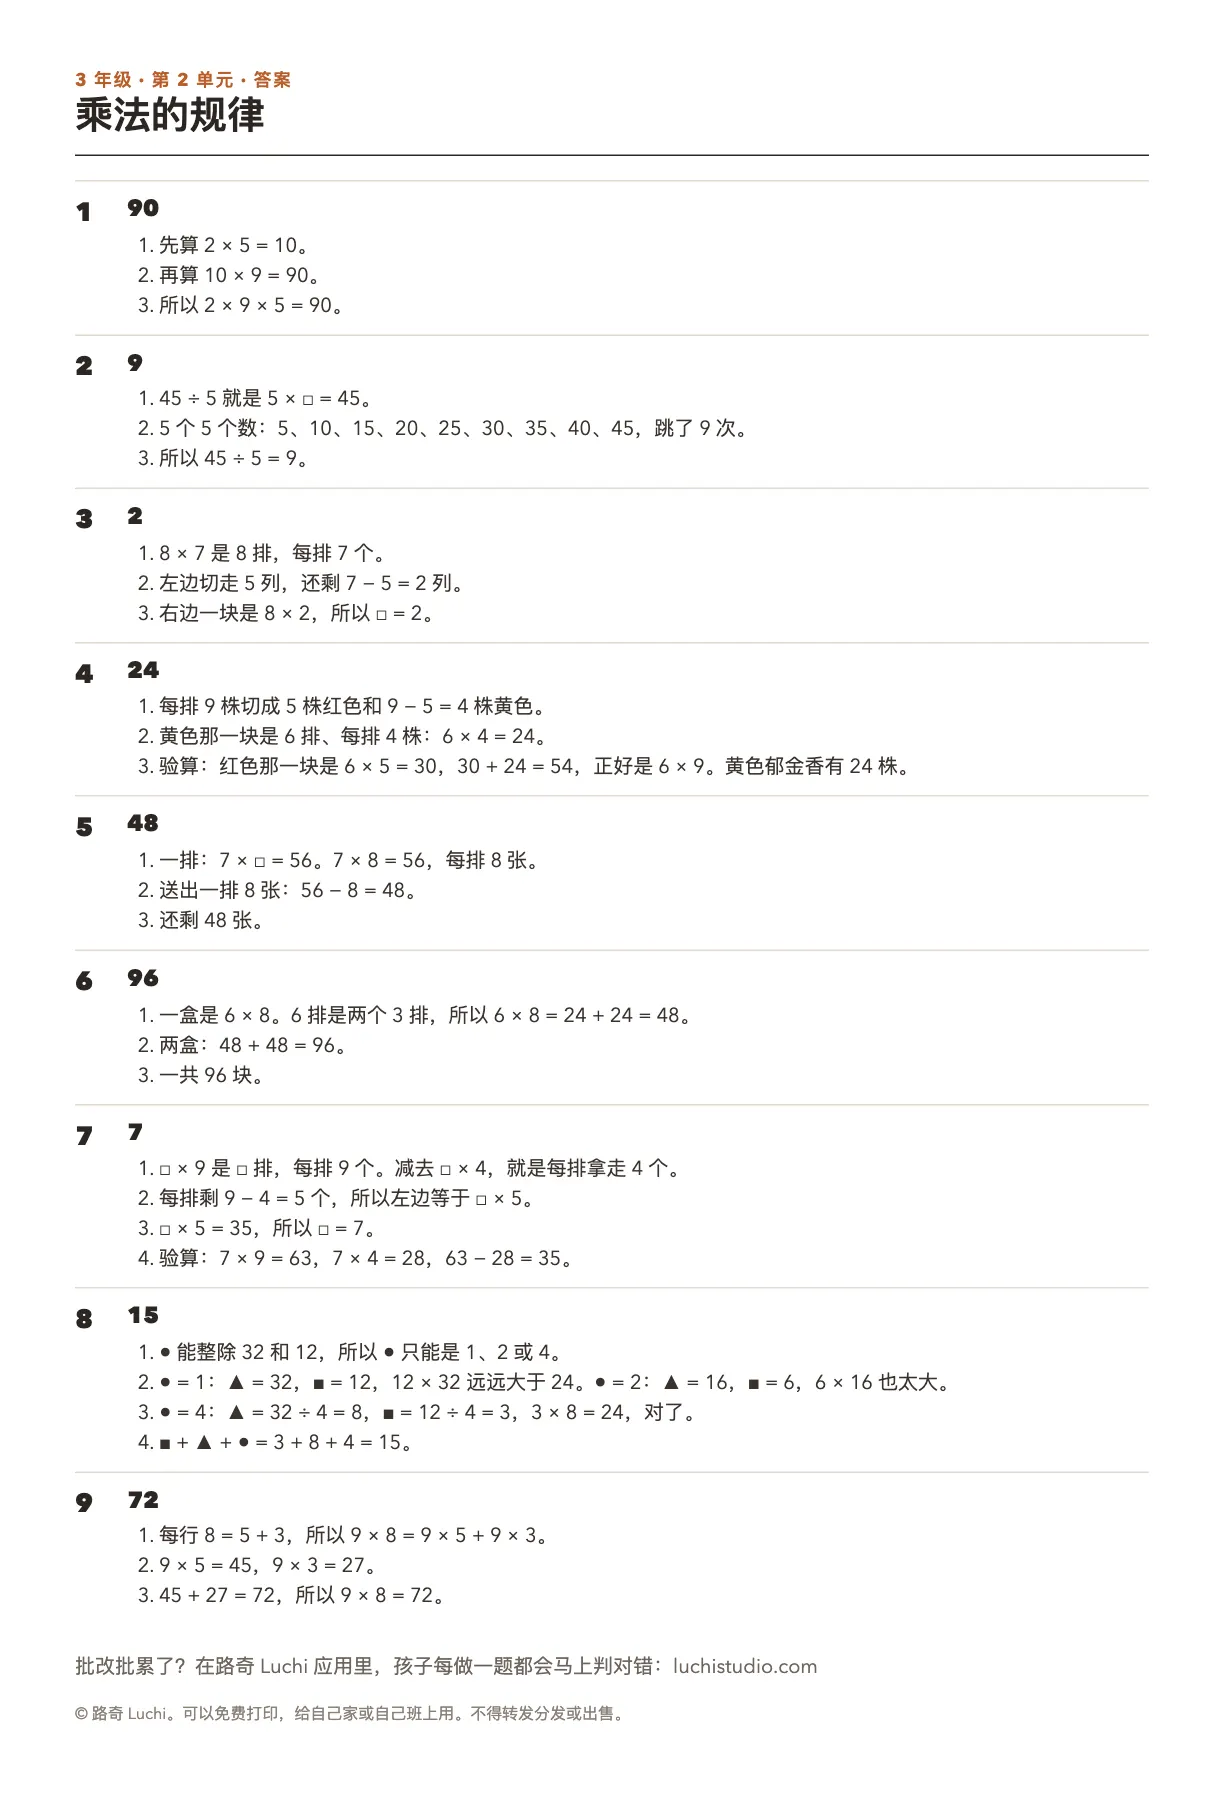 3 年级 · 第 2 单元 · 答案
乘法的规律
1 90
1. 先算 2 × 5 = 10。
2. 再算 10 × 9 = 90。
3. 所以 2 × 9 × 5 = 90。
2 9
1. 45 ÷ 5 就是 5 × □ = 45。
2. 5 个 5 个数：5、10、15、20、25、30、35、40、45，跳了 9 次。
3. 所以 45 ÷ 5 = 9。
3 2
1. 8 × 7 是 8 排，每排 7 个。
2. 左边切走 5 列，还剩 7 − 5 = 2 列。
3. 右边一块是 8 × 2，所以 □ = 2。
4 24
1. 每排 9 株切成 5 株红色和 9 − 5 = 4 株黄色。
2. 黄色那一块是 6 排、每排 4 株：6 × 4 = 24。
3. 验算：红色那一块是 6 × 5 = 30，30 + 24 = 54，正好是 6 × 9。黄色郁金香有 24 株。
5 48
1. 一排：7 × □ = 56。7 × 8 = 56，每排 8 张。
2. 送出一排 8 张：56 − 8 = 48。
3. 还剩 48 张。
6 96
1. 一盒是 6 × 8。6 排是两个 3 排，所以 6 × 8 = 24 + 24 = 48。
2. 两盒：48 + 48 = 96。
3. 一共 96 块。
7 7
1. □ × 9 是 □ 排，每排 9 个。减去 □ × 4，就是每排拿走 4 个。
2. 每排剩 9 − 4 = 5 个，所以左边等于 □ × 5。
3. □ × 5 = 35，所以 □ = 7。
4. 验算：7 × 9 = 63，7 × 4 = 28，63 − 28 = 35。
8 15
1. ● 能整除 32 和 12，所以 ● 只能是 1、2 或 4。
2. ● = 1：▲ = 32，■ = 12，12 × 32 远远大于 24。● = 2：▲ = 16，■ = 6，6 × 16 也太大。
3. ● = 4：▲ = 32 ÷ 4 = 8，■ = 12 ÷ 4 = 3，3 × 8 = 24，对了。
4. ■ + ▲ + ● = 3 + 8 + 4 = 15。
9 72
1. 每行 8 = 5 + 3，所以 9 × 8 = 9 × 5 + 9 × 3。
2. 9 × 5 = 45，9 × 3 = 27。
3. 45 + 27 = 72，所以 9 × 8 = 72。
批改批累了？在路奇 Luchi 应用里，孩子每做一题都会马上判对错：luchistudio.com
© 路奇 Luchi。可以免费打印，给自己家或自己班上用。不得转发分发或出售。